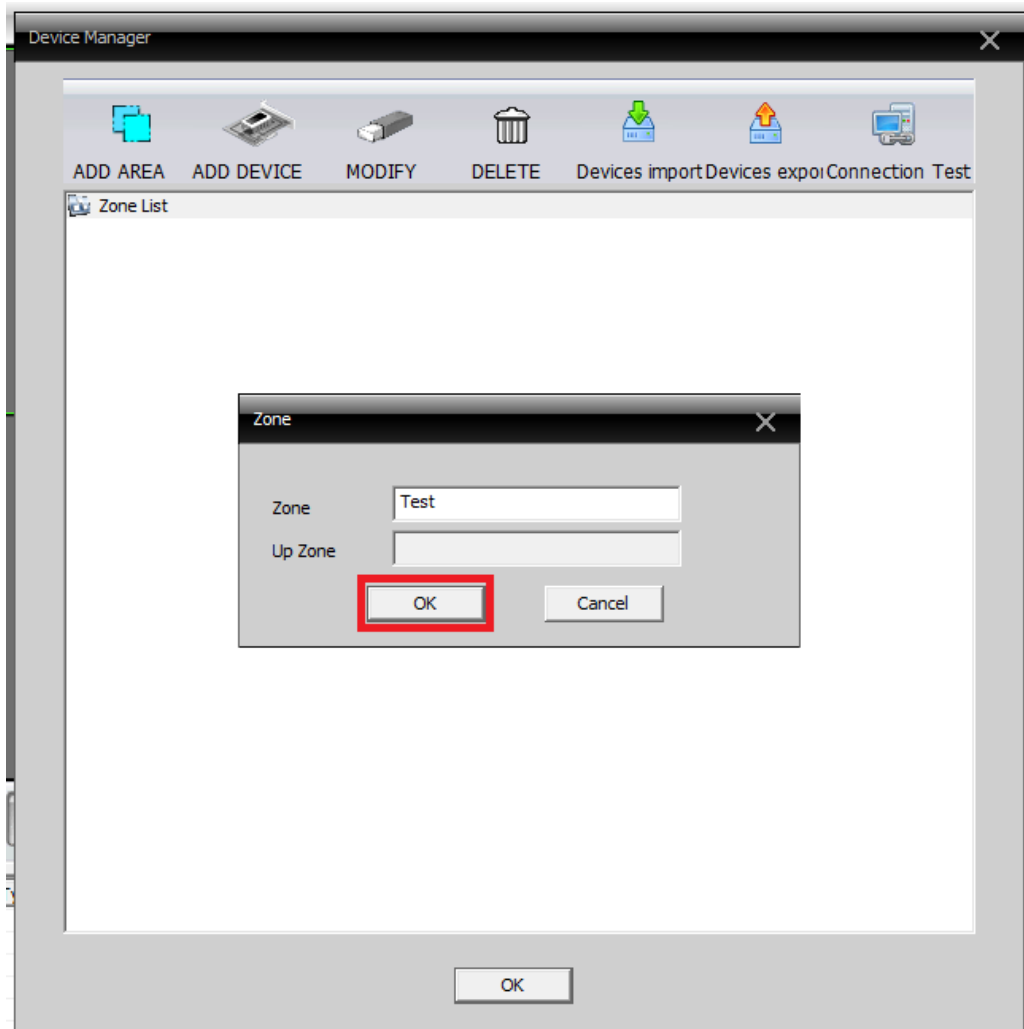 Device Manager
ADD AREA ADD DEVICE MODIFY DELETE Devices import Devices expor Connection Test
Zone List
Zone
Zone Test
Up Zone
OK Cancel
OK